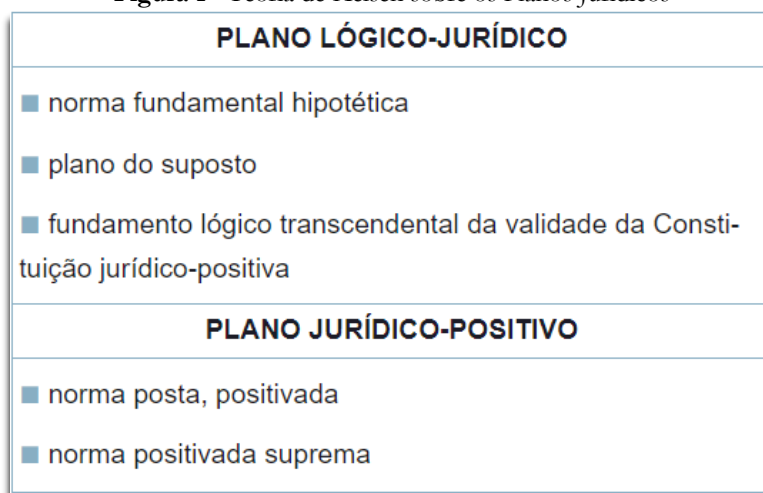 PLANO LÓGICO-JURÍDICO
norma fundamental hipotética
plano do suposto
fundamento lógico transcendental da validade da Consti-
tuição jurídico-positiva
PLANO JURÍDICO-POSITIVO
norma posta, positivada
norma positivada suprema